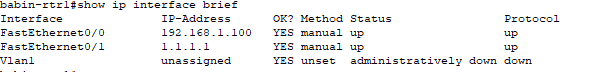 babin-rtr1#show ip interface brief
Interface IP-Address OK? Method Status Protocol
FastEthernet0/0 192.168.1.100 YES manual up up
FastEthernet0/1 1.1.1.1 YES manual up up
Vlan1 unassigned YES unset administratively down down